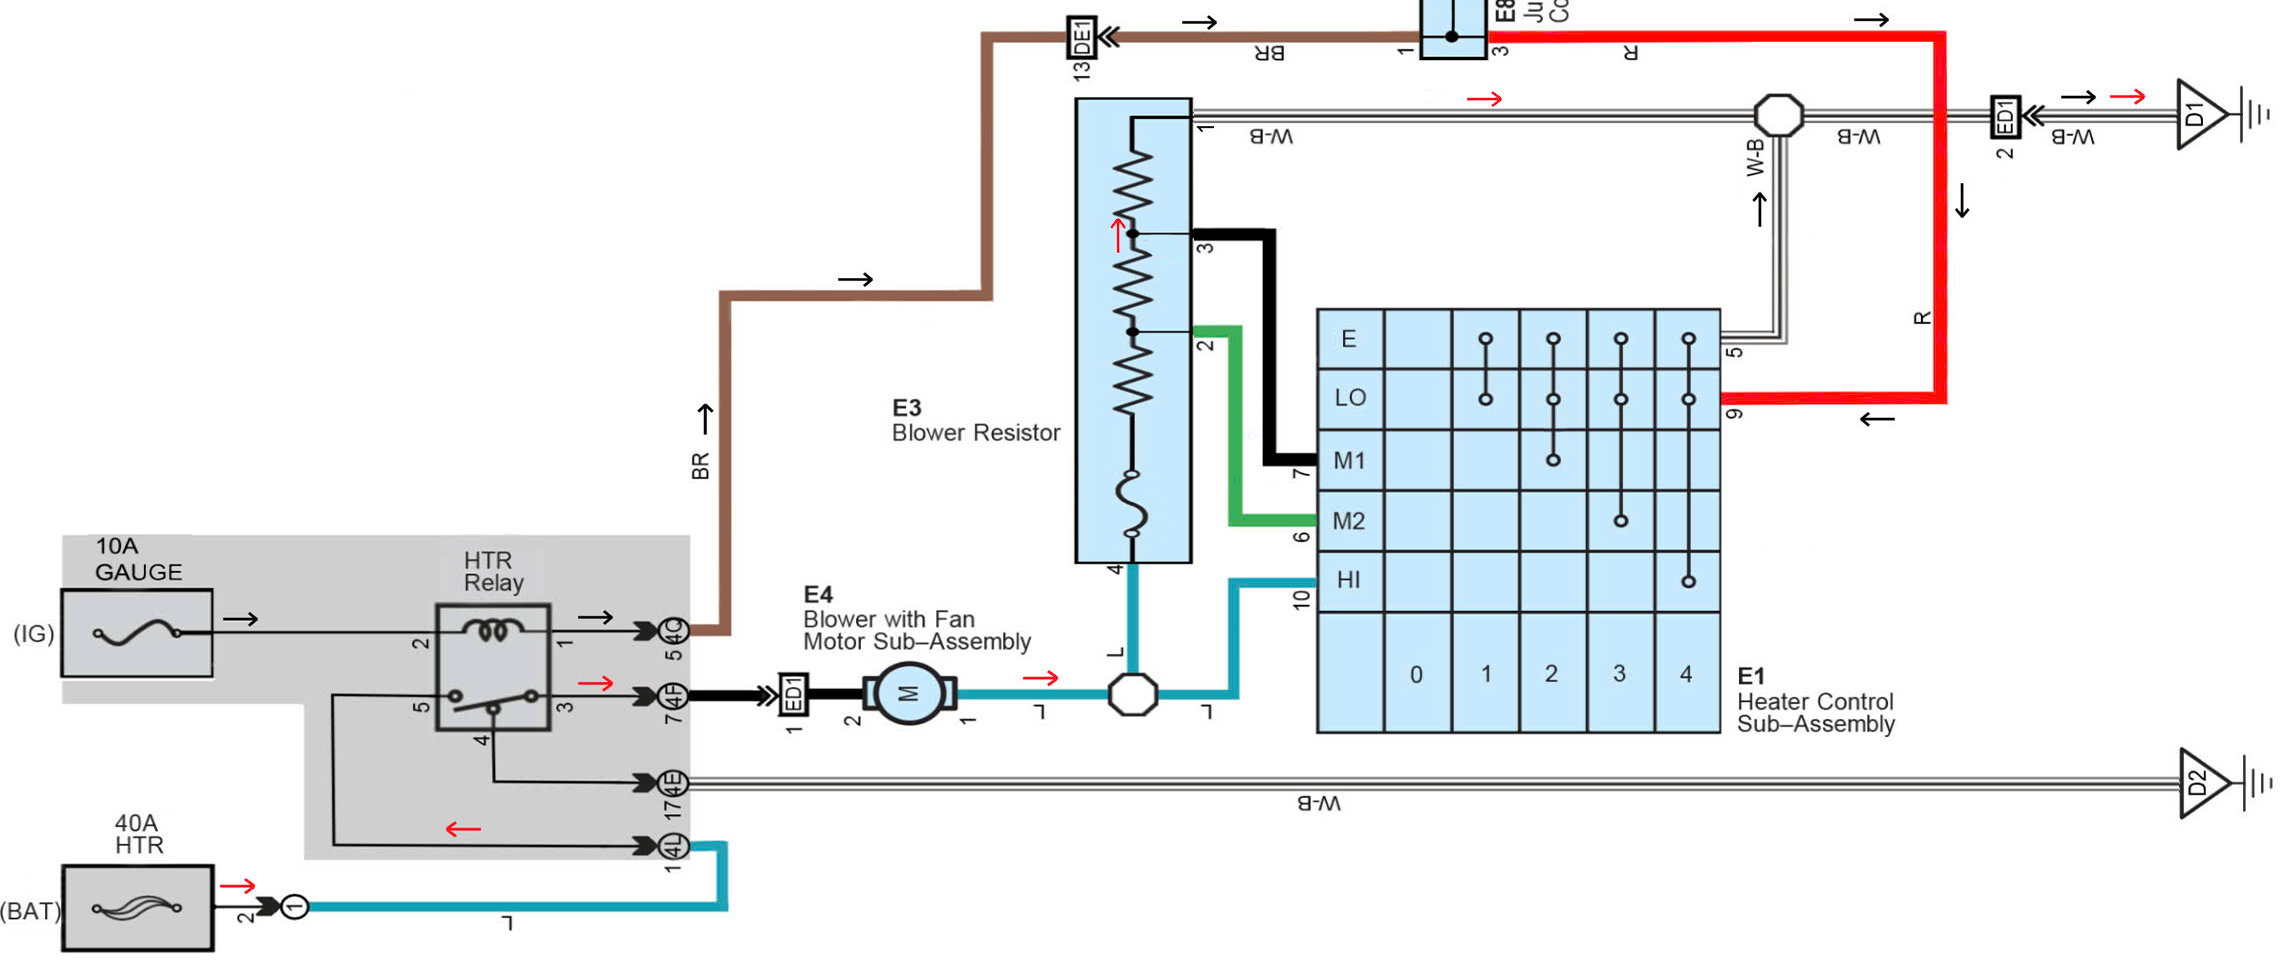 DE1
13
BR
1
E8
Ju
Co
3
R
1
W-B
W-B
W-B
ED1
2
W-B
D1
3
2
R
E
5
LO
9
M1
7
M2
6
HI
10
0
1
2
3
4
E1
Heater Control
Sub–Assembly
E3
Blower Resistor
4
L
BR
10A
GAUGE
(IG)
HTR
Relay
2
1
5
3
4
4Q
5
4F
7
ED1
1
E4
Blower with Fan
Motor Sub–Assembly
2
M
1
L
L
4E
17
W-B
D2
4L
1
40A
HTR
(BAT)
2
1
L